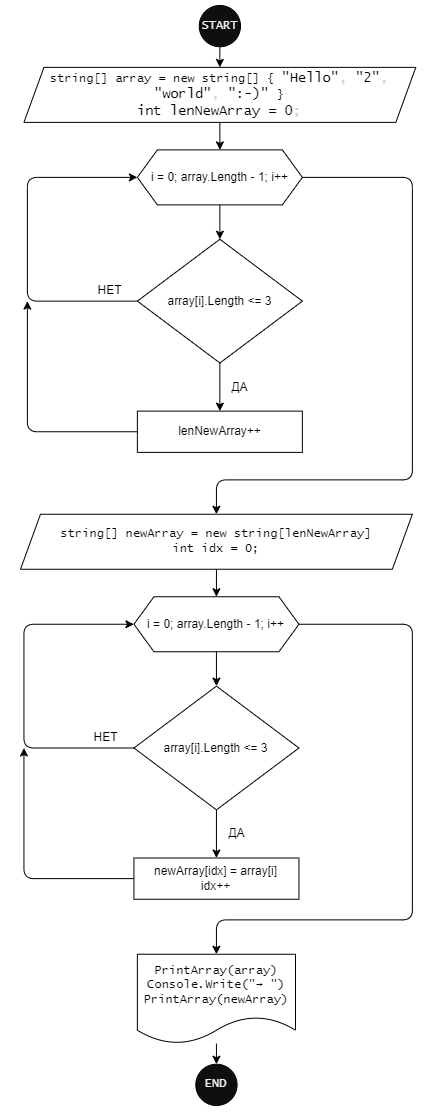 START
string[] array = new string[] { "Hello", "2",
"world", ":-)" }
int lenNewArray = 0;
i = 0; array.Length - 1; i++
НЕТ
array[i].Length <= 3
ДА
lenNewArray++
string[] newArray = new string[lenNewArray]
int idx = 0;
i = 0; array.Length - 1; i++
НЕТ
array[i].Length <= 3
ДА
newArray[idx] = array[i]
idx++
PrintArray(array)
Console.Write("→ ")
PrintArray(newArray)
END